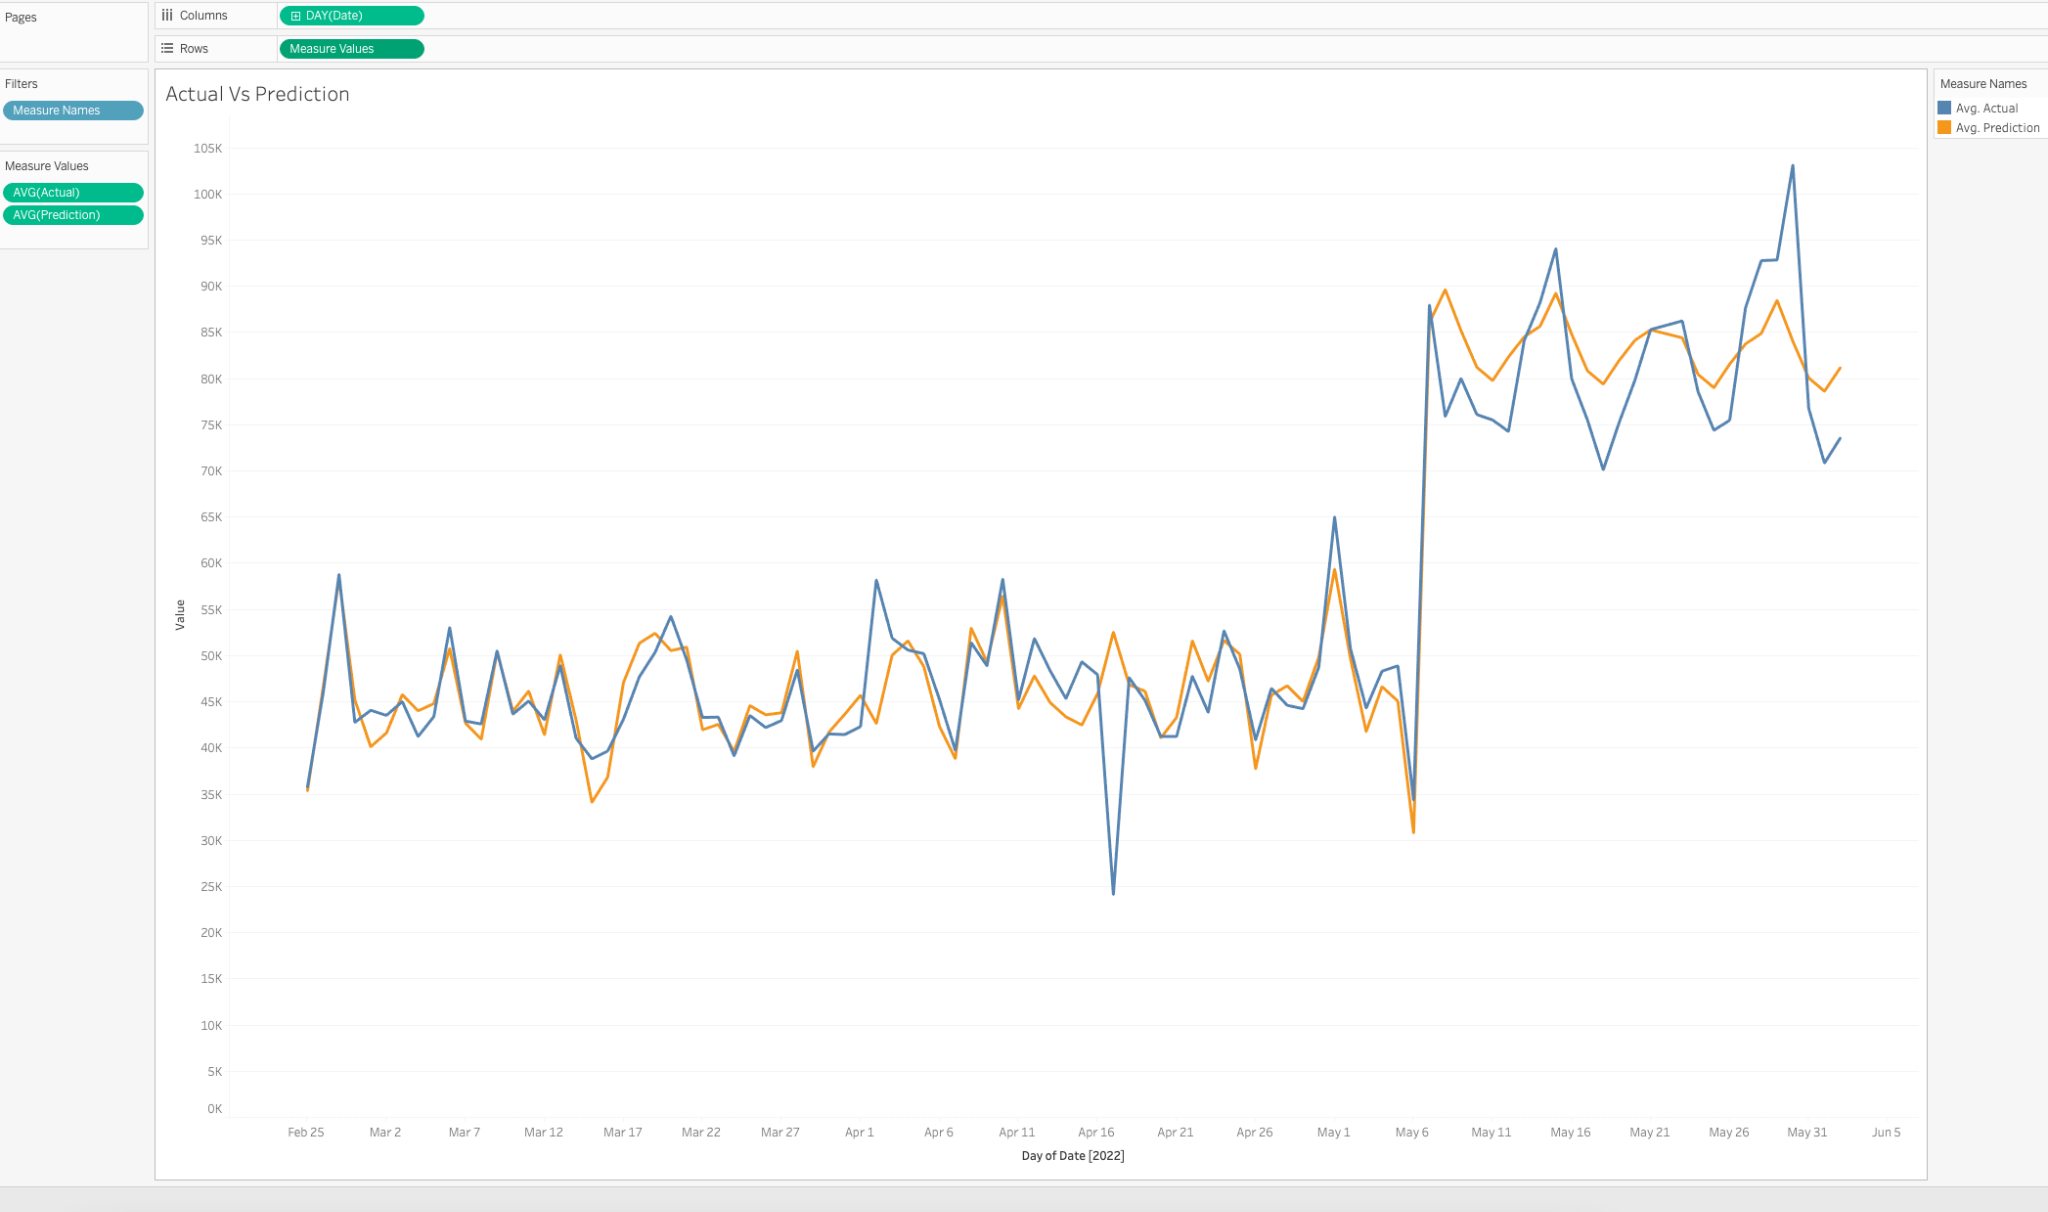 Pages
Columns
DAY(Date)
Rows
Measure Values
Filters
Measure Names
Measure Values
AVG(Actual)
AVG(Prediction)
Actual Vs Prediction
105K
100K
95K
90K
85K
80K
75K
70K
65K
60K
55K
50K
45K
40K
35K
30K
25K
20K
15K
10K
5K
0K
Value
Feb 25 Mar 2 Mar 7 Mar 12 Mar 17 Mar 22 Mar 27 Apr 1 Apr 6 Apr 11 Apr 16 Apr 21 Apr 26 May 1 May 6 May 11 May 16 May 21 May 26 May 31 Jun 5
Day of Date [2022]
Measure Names
Avg. Actual
Avg. Prediction